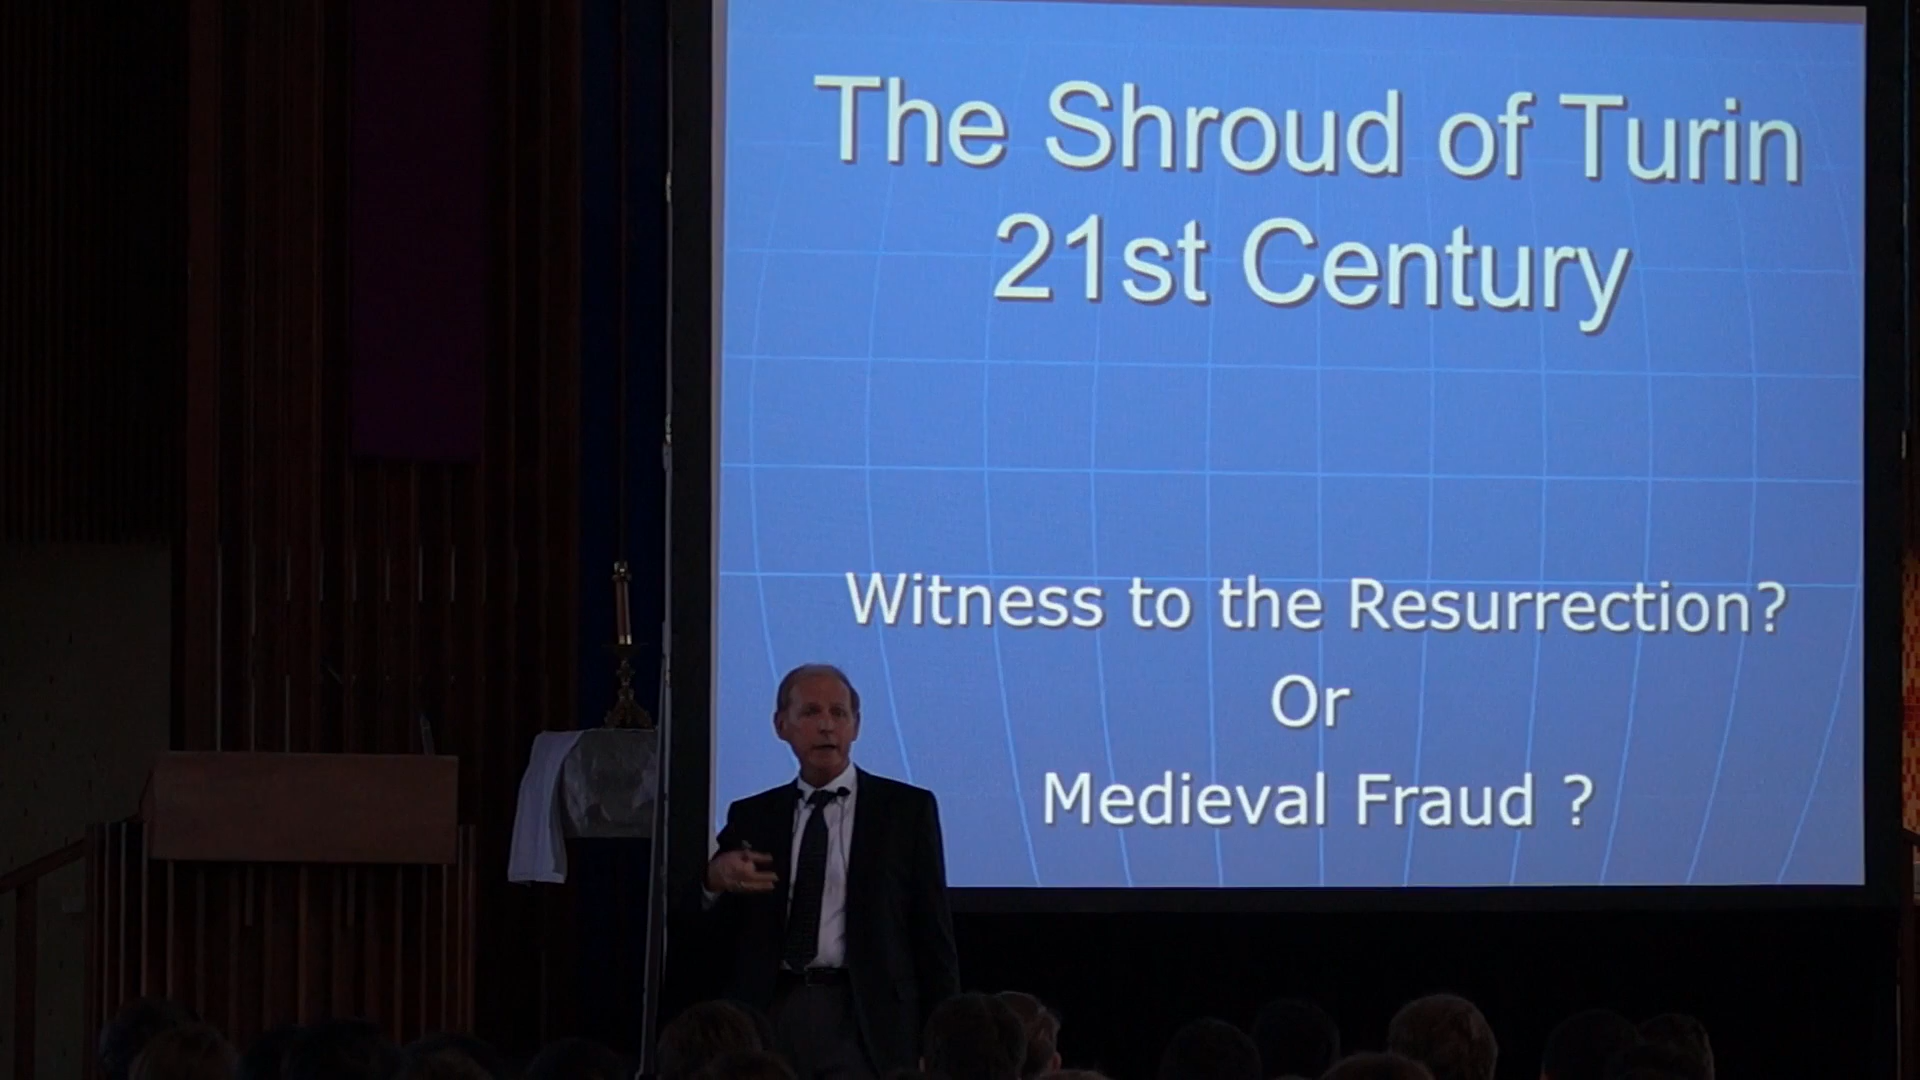 The Shroud of Turin
21st Century
Witness to the Resurrection?
Or
Medieval Fraud ?